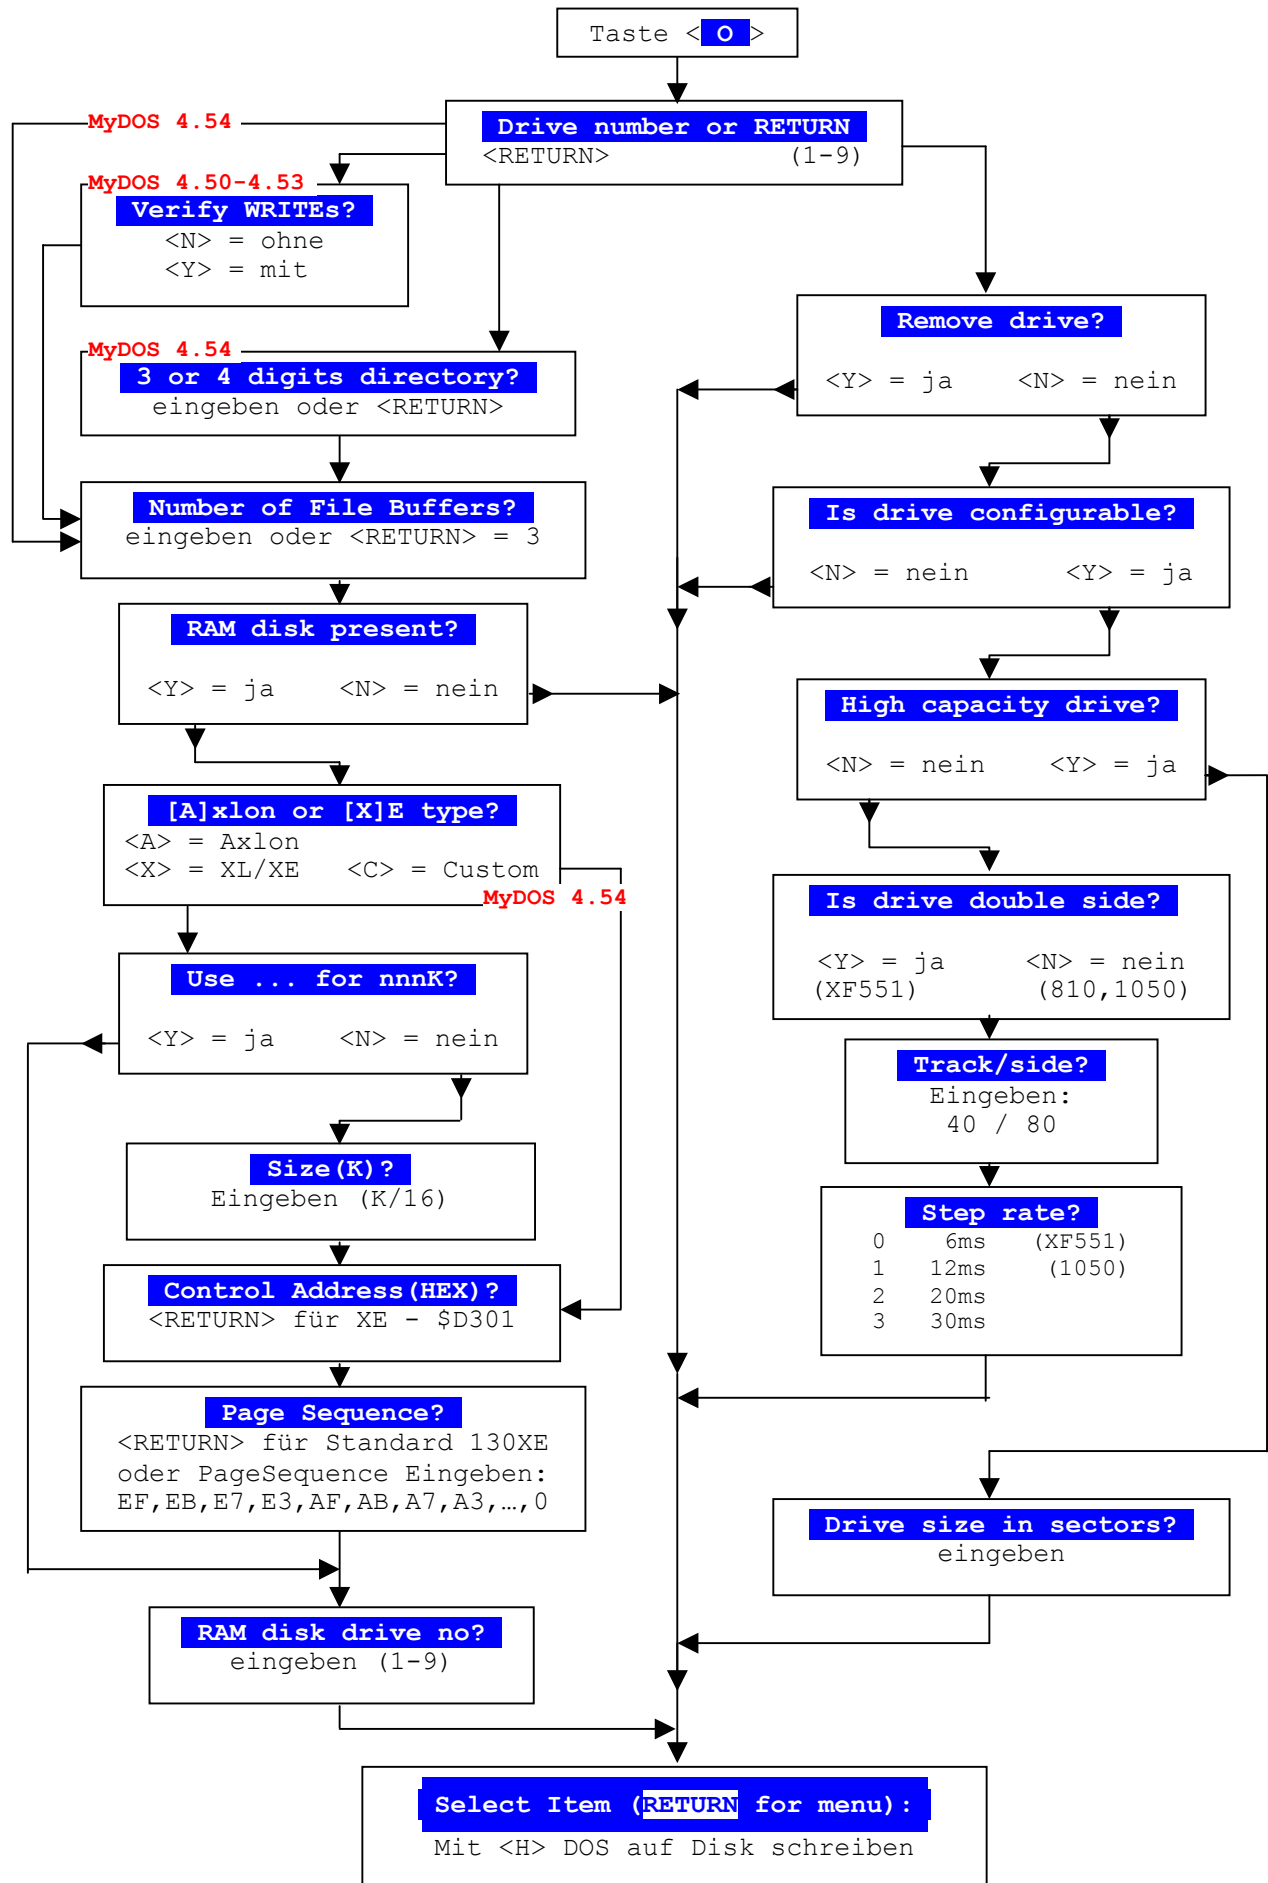 Taste < O >
MyDOS 4.54
Drive number or RETURN
<RETURN> (1-9)
MyDOS 4.50-4.53
Verify WRITEs?
<N> = ohne
<Y> = mit
MyDOS 4.54
3 or 4 digits directory?
eingeben oder <RETURN>
Number of File Buffers?
eingeben oder <RETURN> = 3
RAM disk present?
<Y> = ja <N> = nein
[A]xlon or [X]E type?
<A> = Axlon
<X> = XL/XE <C> = Custom
MyDOS 4.54
Use ... for nnnK?
<Y> = ja <N> = nein
Size(K)?
Eingeben (K/16)
Control Address(HEX)?
<RETURN> für XE - $D301
Page Sequence?
<RETURN> für Standard 130XE
oder PageSequence Eingeben:
EF,EB,E7,E3,AF,AB,A7,A3,…,0
RAM disk drive no?
eingeben (1-9)
Remove drive?
<Y> = ja <N> = nein
Is drive configurable?
<N> = nein <Y> = ja
High capacity drive?
<N> = nein <Y> = ja
Is drive double side?
<Y> = ja <N> = nein
(XF551) (810,1050)
Track/side?
Eingeben:
40 / 80
Step rate?
0 6ms (XF551)
1 12ms (1050)
2 20ms
3 30ms
Drive size in sectors?
eingeben
Select Item (RETURN for menu):
Mit <H> DOS auf Disk schreiben